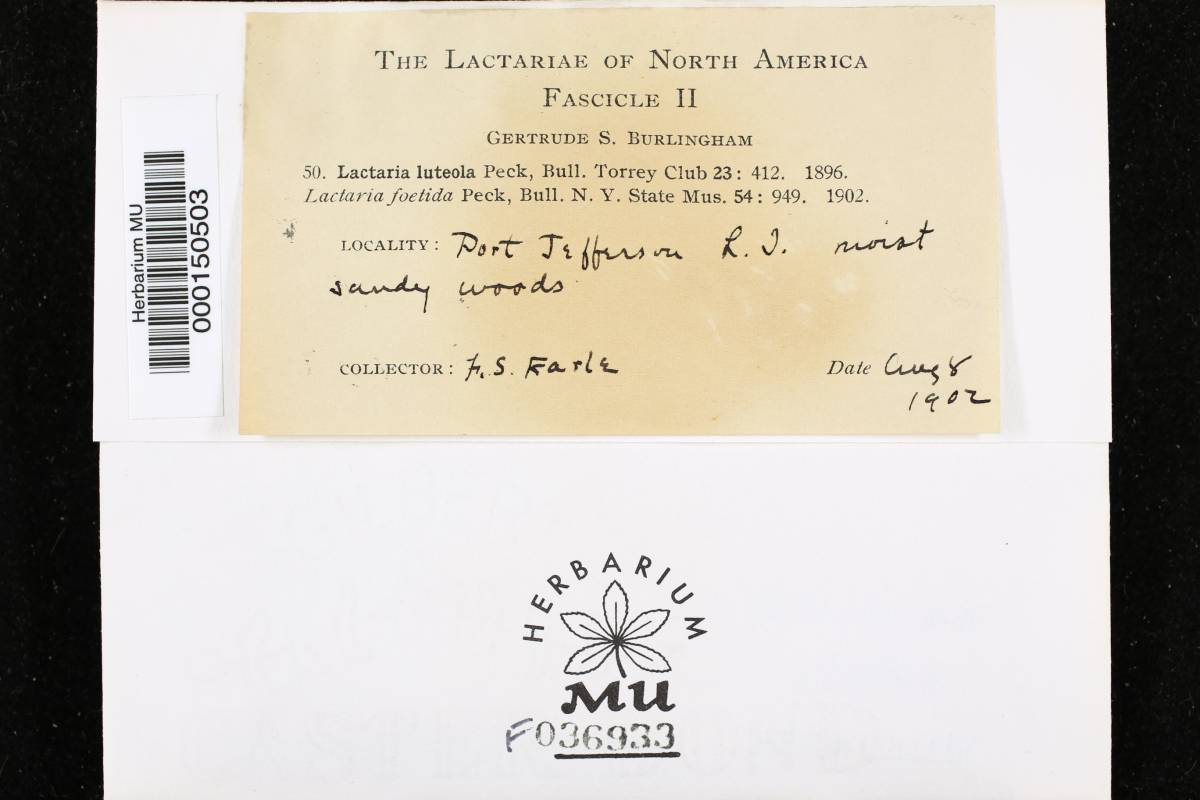 THE LACTARIAE OF NORTH AMERICA
FASCICLE II
GERTRUDE S. BURLINGHAM
50. Lactaria luteola Peck, Bull. Torrey Club 23: 412. 1896.
Lactaria foetida Peck, Bull. N. Y. State Mus. 54: 949. 1902.
LOCALITY: Port Jefferson L. I. moist
sandy woods
COLLECTOR: F. S. Earle
Date Aug 8
1902
Herbarium MU
000150503
HERBARIUM
MU
F036933